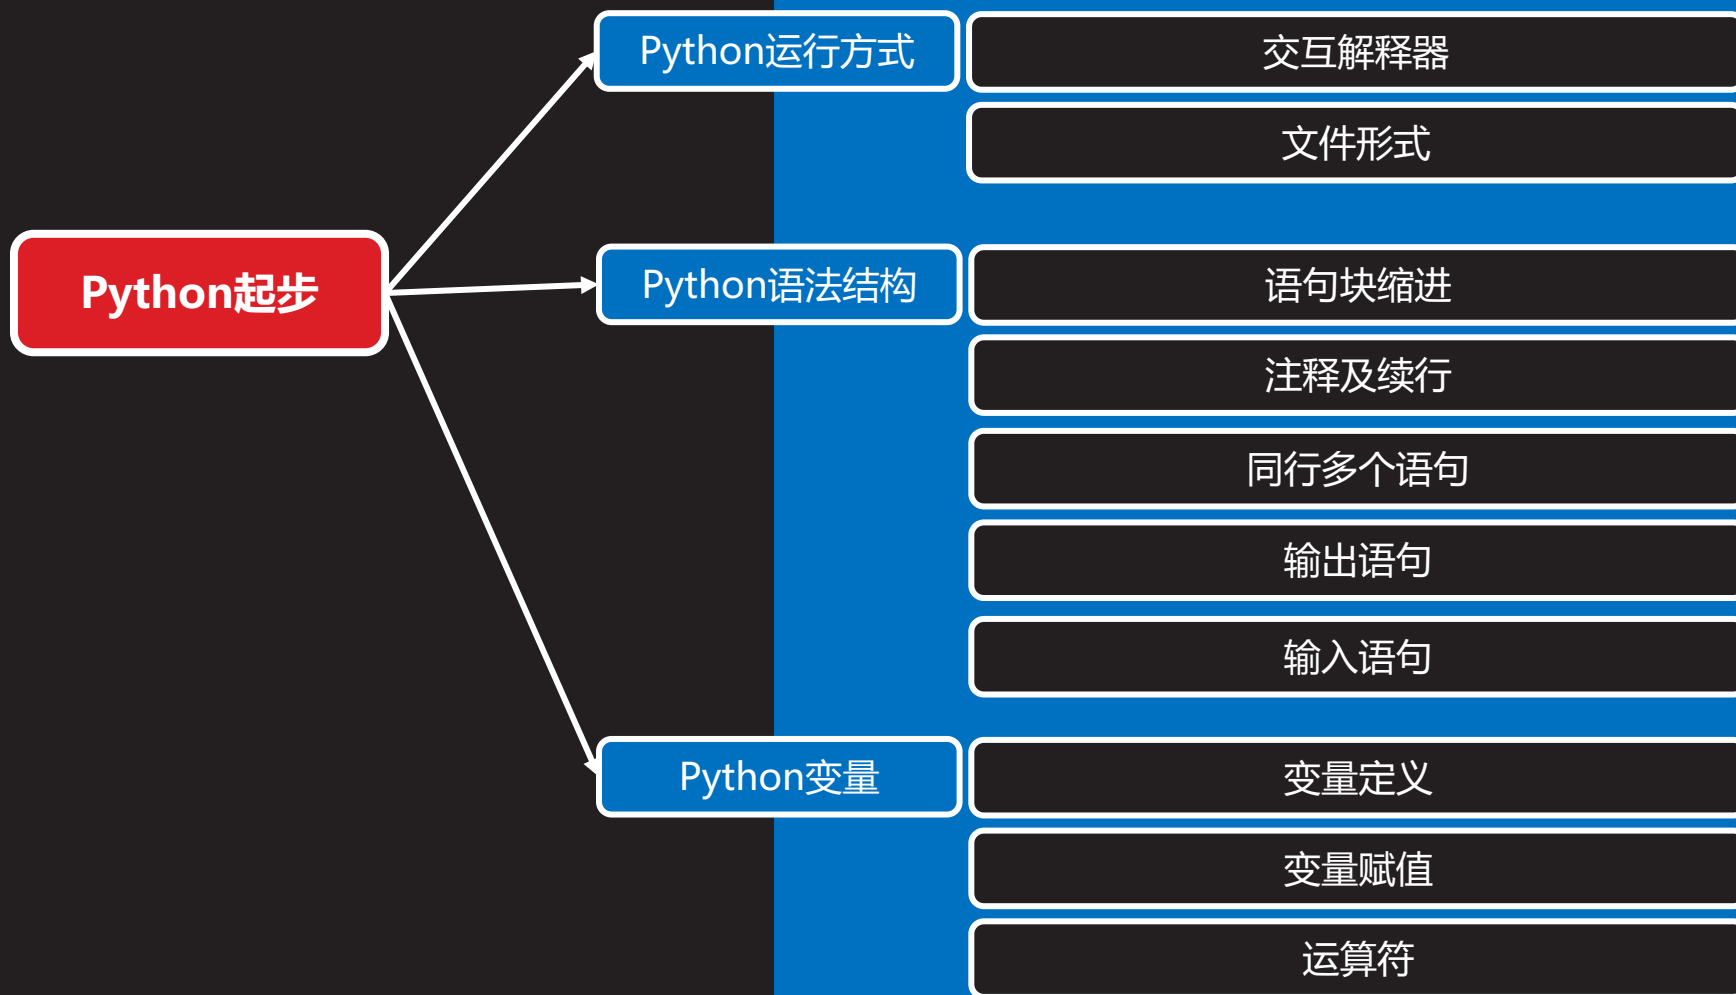 Python起步
Python运行方式
交互解释器
文件形式
Python语法结构
语句块缩进
注释及续行
同行多个语句
输出语句
输入语句
Python变量
变量定义
变量赋值
运算符